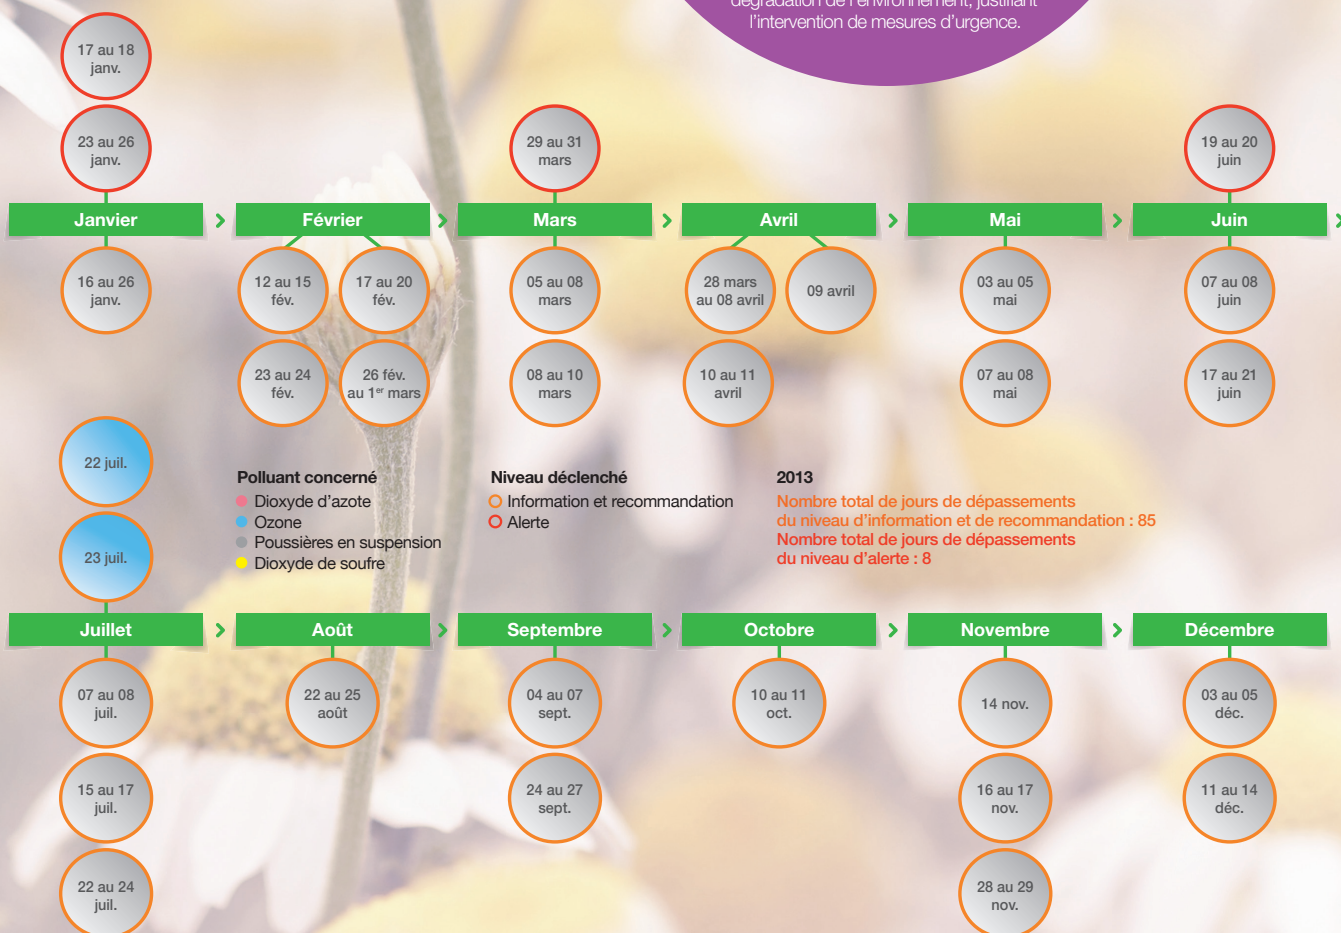 dégradation de l'environnement, justifiant
l'intervention de mesures d'urgence.
17 au 18
janv.
23 au 26
janv.
29 au 31
mars
19 au 20
juin
Janvier
Février
Mars
Avril
Mai
Juin
16 au 26
janv.
12 au 15
fév.
17 au 20
fév.
05 au 08
mars
28 mars
au 08 avril
09 avril
03 au 05
mai
07 au 08
juin
23 au 24
fév.
26 fév.
au 1er mars
08 au 10
mars
10 au 11
avril
07 au 08
mai
17 au 21
juin
22 juil.
23 juil.
Polluant concerné
Dioxyde d'azote
Ozone
Poussières en suspension
Dioxyde de soufre
Niveau déclenché
Information et recommandation
Alerte
2013
Nombre total de jours de dépassements
du niveau d'information et de recommandation : 85
Nombre total de jours de dépassements
du niveau d'alerte : 8
Juillet
Août
Septembre
Octobre
Novembre
Décembre
07 au 08
juil.
22 au 25
août
04 au 07
sept.
10 au 11
oct.
14 nov.
03 au 05
déc.
15 au 17
juil.
24 au 27
sept.
16 au 17
nov.
11 au 14
déc.
22 au 24
juil.
28 au 29
nov.